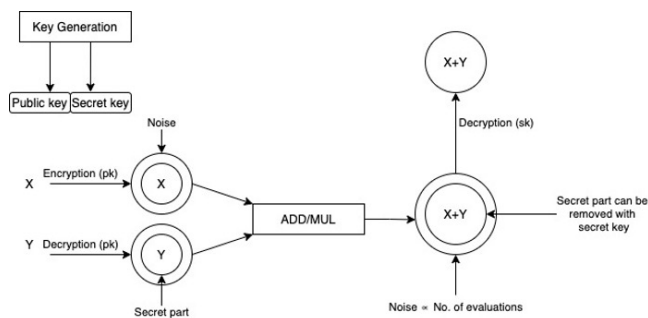 Key Generation
Public key
Secret key
Noise
X
Encryption (pk)
X
Y
Decryption (pk)
Y
Secret part
ADD/MUL
X+Y
Decryption (sk)
X+Y
Secret part can be
removed with
secret key
Noise ∝ No. of evaluations